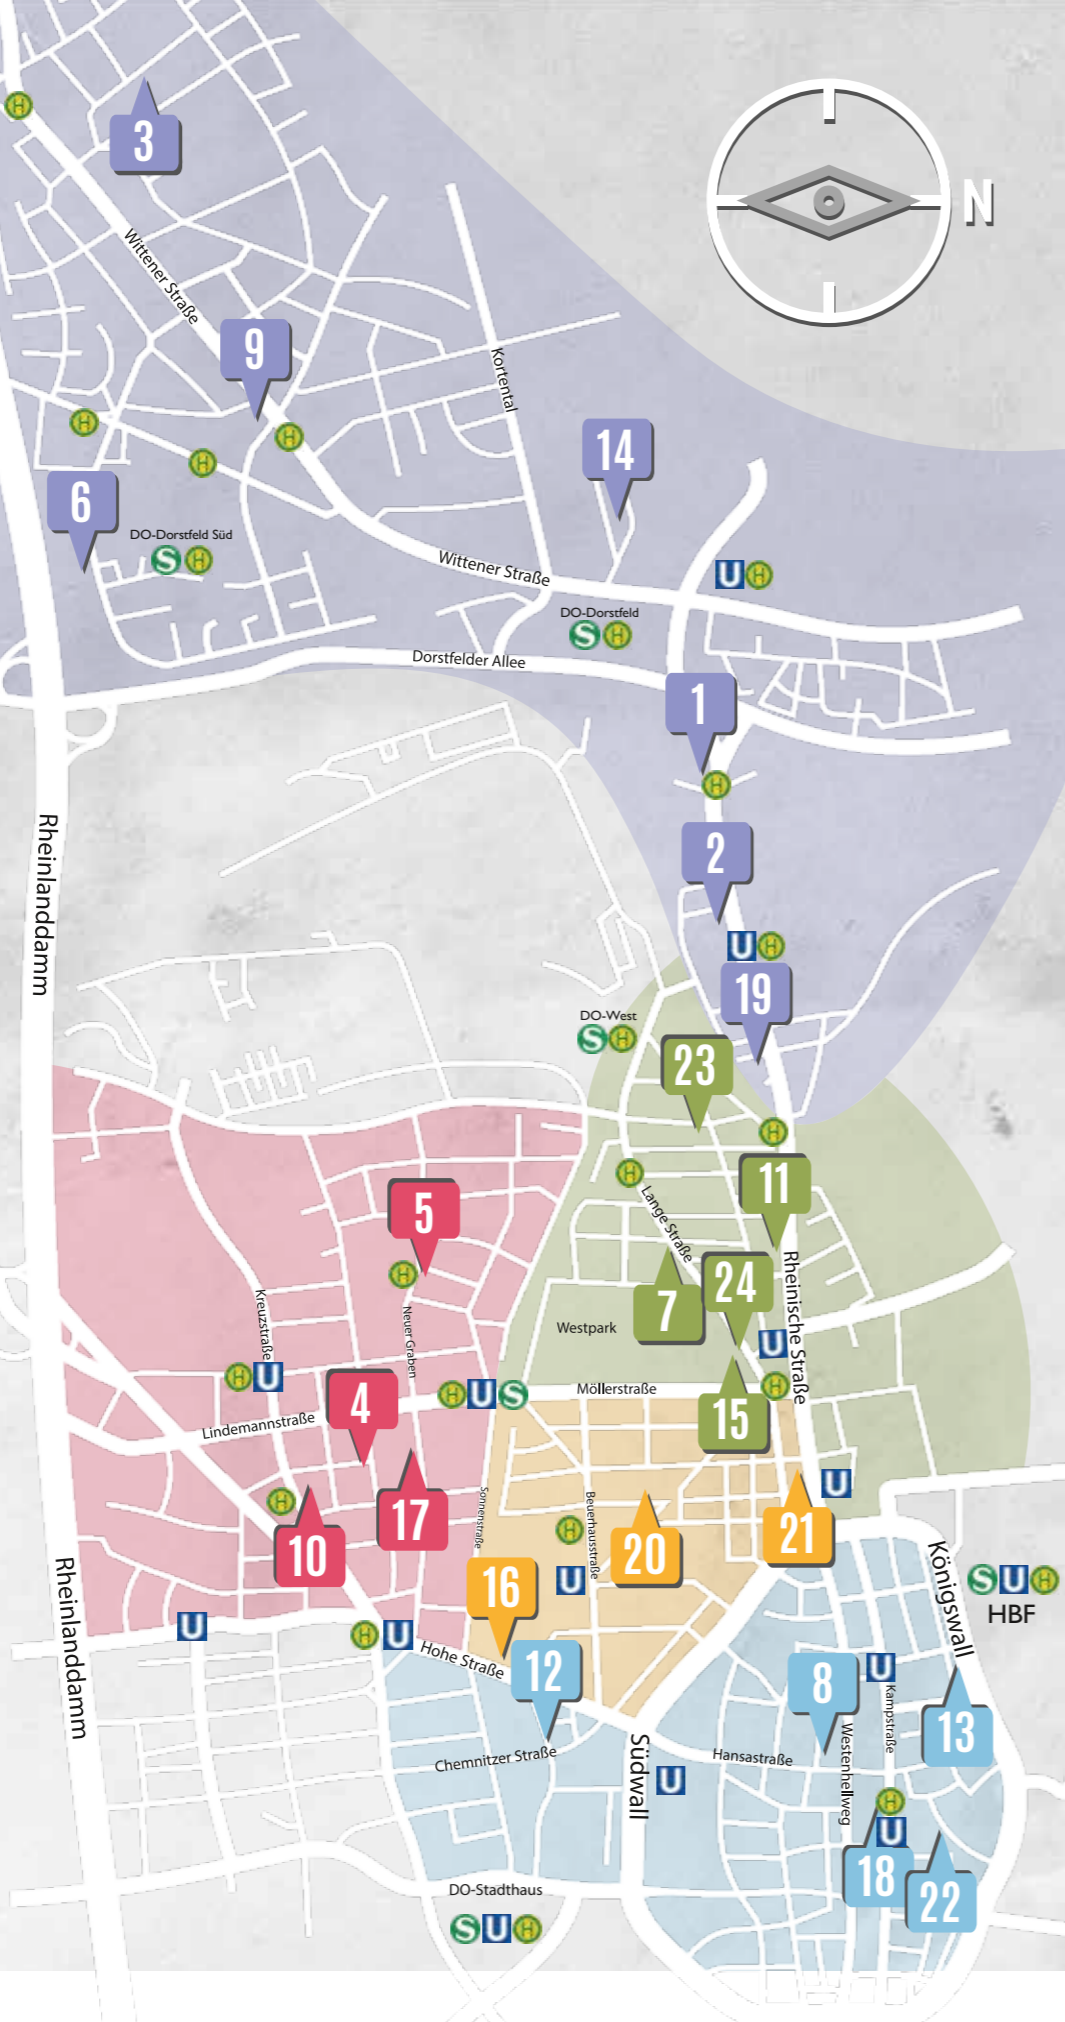 H
3
N
Wittener Straße
9
Kortental
H
H
H
14
6
DO-Dorstfeld Süd
S H
Wittener Straße
U H
DO-Dorstfeld
S H
Dorstfelder Allee
1
H
Rheinlanddamm
2
U H
19
DO-West
S H
23
H
H
11
Lange Straße
5
H
Rheinische Straße
24
7
Kreuzstraße
Neuer Graben
Westpark
U
H U
4
H U S
Möllerstraße
H
15
Lindemannstraße
U
Sonnenstraße
Beuerhausstraße
H
17
H
20
21
10
Rheinlanddamm
16
U
Königswall
S U H
HBF
U
H U
Hohe Straße
12
8
U
Kampstraße
13
Chemnitzer Straße
Südwall
U
Hansastraße
Westenhellweg
H
U
18
22
DO-Stadthaus
S U H